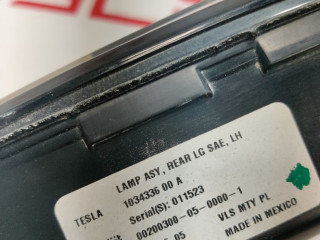 LAMP ASY, REAR LG SAE, LH
TESLA
1034336 00 A
Serial(S): 011523
00200300-05-0000-1
05
VLS MTY PL
MADE IN MEXICO